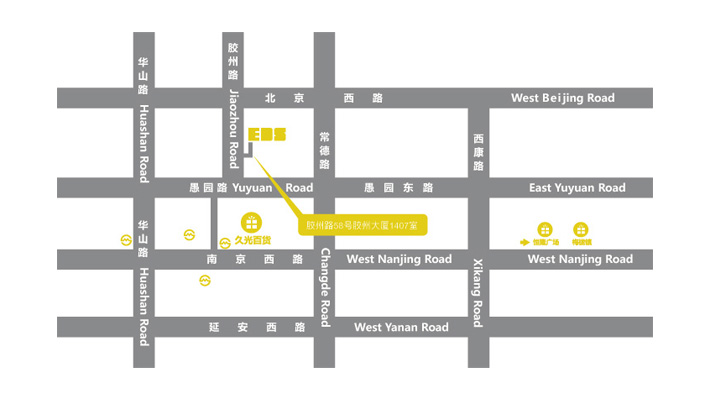 华山路
Huashan Road
胶州路
Jiaozhou Road
北京西路
West Beijing Road
EDS
常德路
西康路
愚园路 Yuyuan Road
愚园东路
East Yuyuan Road
胶州路58号胶州大厦1407室
华山路
Huashan Road
久光百货
恒隆广场
梅陇镇
南京西路
West Nanjing Road
West Nanjing Road
Changde Road
Xikang Road
延安西路
West Yanan Road